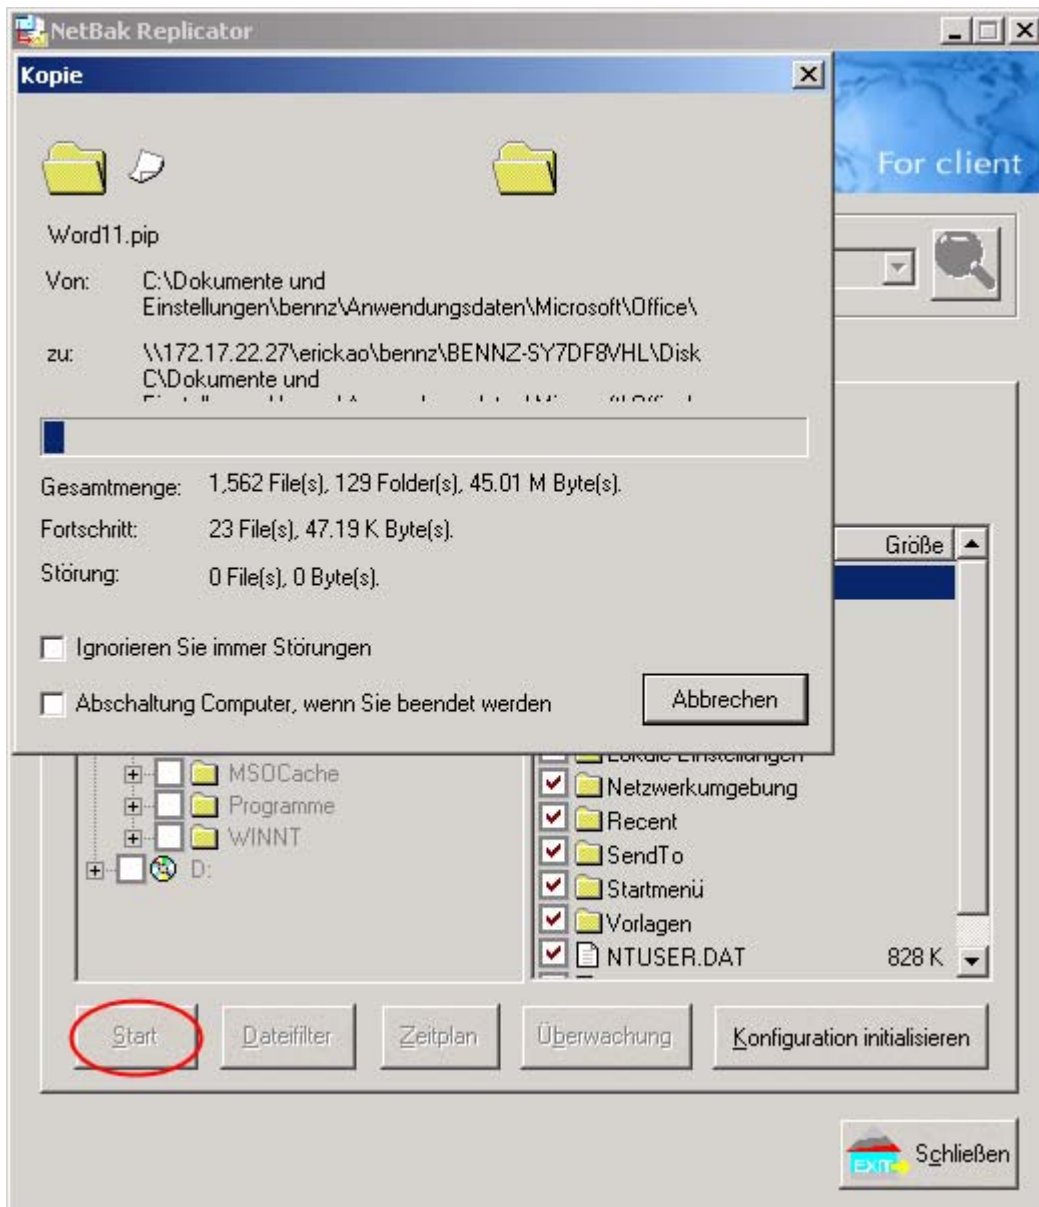 NetBak Replicator
Kopie
For client
Word11.pip
Von: C:\Dokumente und
Einstellungen\bennz\Anwendungsdaten\Microsoft\Office\
zu: \\172.17.22.27\erickao\bennz\BENNZ-SY7DF8VHL\Disk
C\Dokumente und
Gesamtmenge: 1,562 File(s), 129 Folder(s), 45.01 M Byte(s).
Fortschritt: 23 File(s), 47.19 K Byte(s).
Störung: 0 File(s), 0 Byte(s).
Größe
Ignorieren Sie immer Störungen
Abschaltung Computer, wenn Sie beendet werden
Abbrechen
MSOCache
Programme
WINNT
D:
Lokale Einstellungen
Netzwerkumgebung
Recent
SendTo
Startmenü
Vorlagen
NTUSER.DAT 828 K
Start Dateifilter Zeitplan Überwachung Konfiguration initialisieren
EXIT Schließen